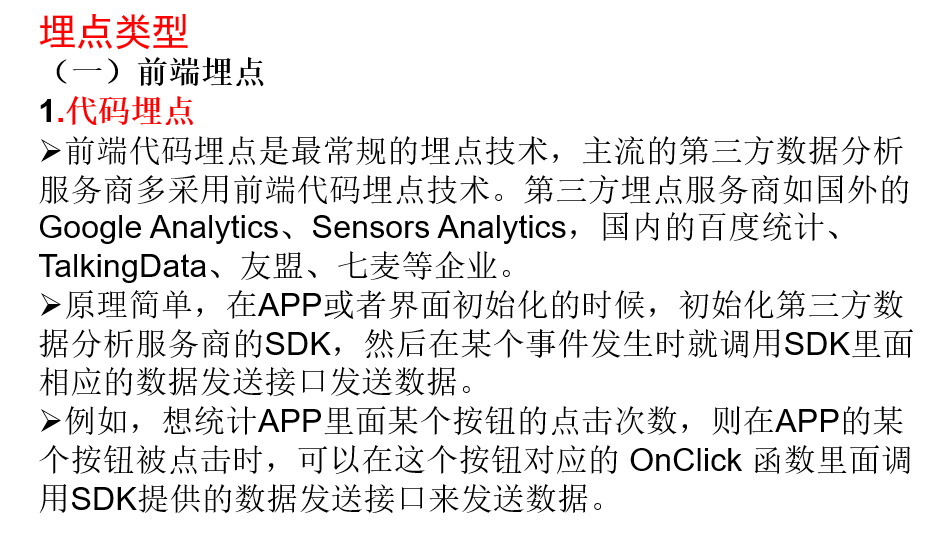 埋点类型
（一）前端埋点
1.代码埋点
➢前端代码埋点是最常规的埋点技术，主流的第三方数据分析
服务商多采用前端代码埋点技术。第三方埋点服务商如国外的
Google Analytics、Sensors Analytics，国内的百度统计、
TalkingData、友盟、七麦等企业。
➢原理简单，在APP或者界面初始化的时候，初始化第三方数
据分析服务商的SDK，然后在某个事件发生时就调用SDK里面
相应的数据发送接口发送数据。
➢例如，想统计APP里面某个按钮的点击次数，则在APP的某
个按钮被点击时，可以在这个按钮对应的 OnClick 函数里面调
用SDK提供的数据发送接口来发送数据。